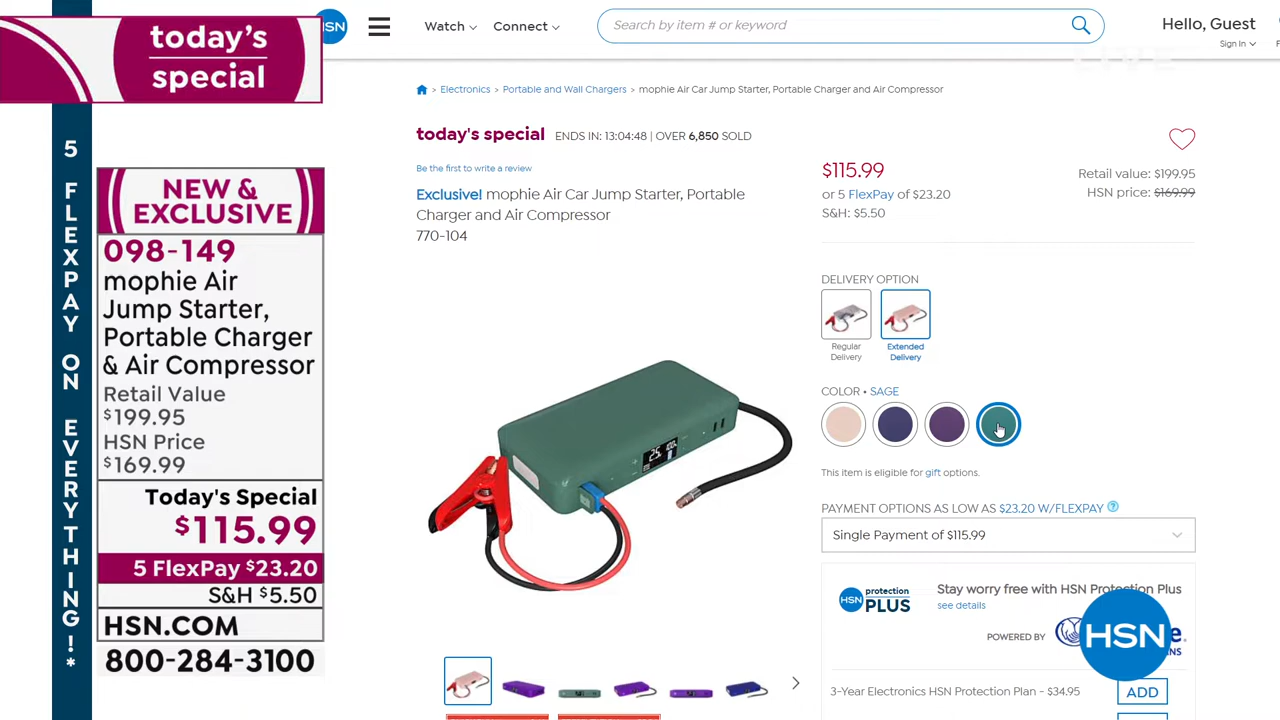 today's
special
5 FLEXPAY ON EVERYTHING!*
NEW &
EXCLUSIVE
098-149
mophie Air
Jump Starter,
Portable Charger
& Air Compressor
Retail Value
$199.95
HSN Price
$169.99
Today's Special
$115.99
5 FlexPay $23.20
S&H $5.50
HSN.COM
800-284-3100
Watch
Connect
Search by item # or keyword
Hello, Guest
Sign In
LIVE
> Electronics > Portable and Wall Chargers > mophie Air Car Jump Starter, Portable Charger and Air Compressor
today's special ENDS IN: 13:04:48 | OVER 6,850 SOLD
Be the first to write a review
Exclusive! mophie Air Car Jump Starter, Portable
Charger and Air Compressor
770-104
$115.99
or 5 FlexPay of $23.20
S&H: $5.50
Retail value: $199.95
HSN price: $169.99
DELIVERY OPTION
Regular
Delivery
Extended
Delivery
COLOR • SAGE
This item is eligible for gift options.
PAYMENT OPTIONS AS LOW AS $23.20 W/FLEXPAY ?
Single Payment of $115.99
HSN protection
PLUS
Stay worry free with HSN Protection Plus
see details
POWERED BY
HSN
3-Year Electronics HSN Protection Plan - $34.95
ADD